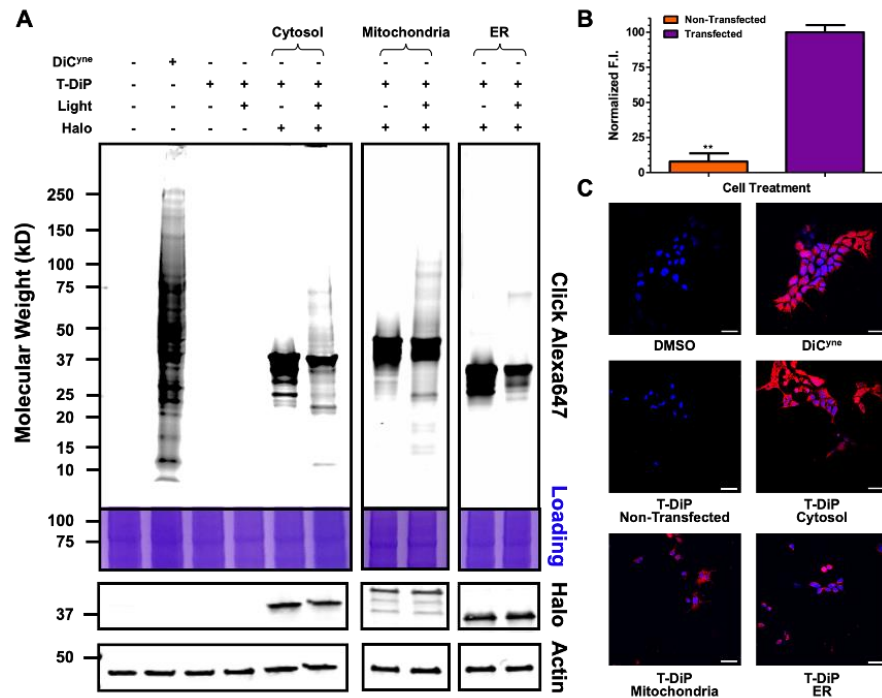 A
Cytosol Mitochondria ER
DiCyne - + - - - - - - - -
T-DiP - - + + + + + + + +
Light - - - + - + - + - +
Halo - - - - + + + + + +
Molecular Weight (kD)
250
150
100
75
50
37
25
20
15
10
Click Alexa647
100
75
Loading
37
Halo
50
Actin
B
Non-Transfected
Transfected
Normalized F.I.
100
75
50
25
0
**
Cell Treatment
C
DMSO DiCyne
T-DiP T-DiP
Non-Transfected Cytosol
T-DiP T-DiP
Mitochondria ER